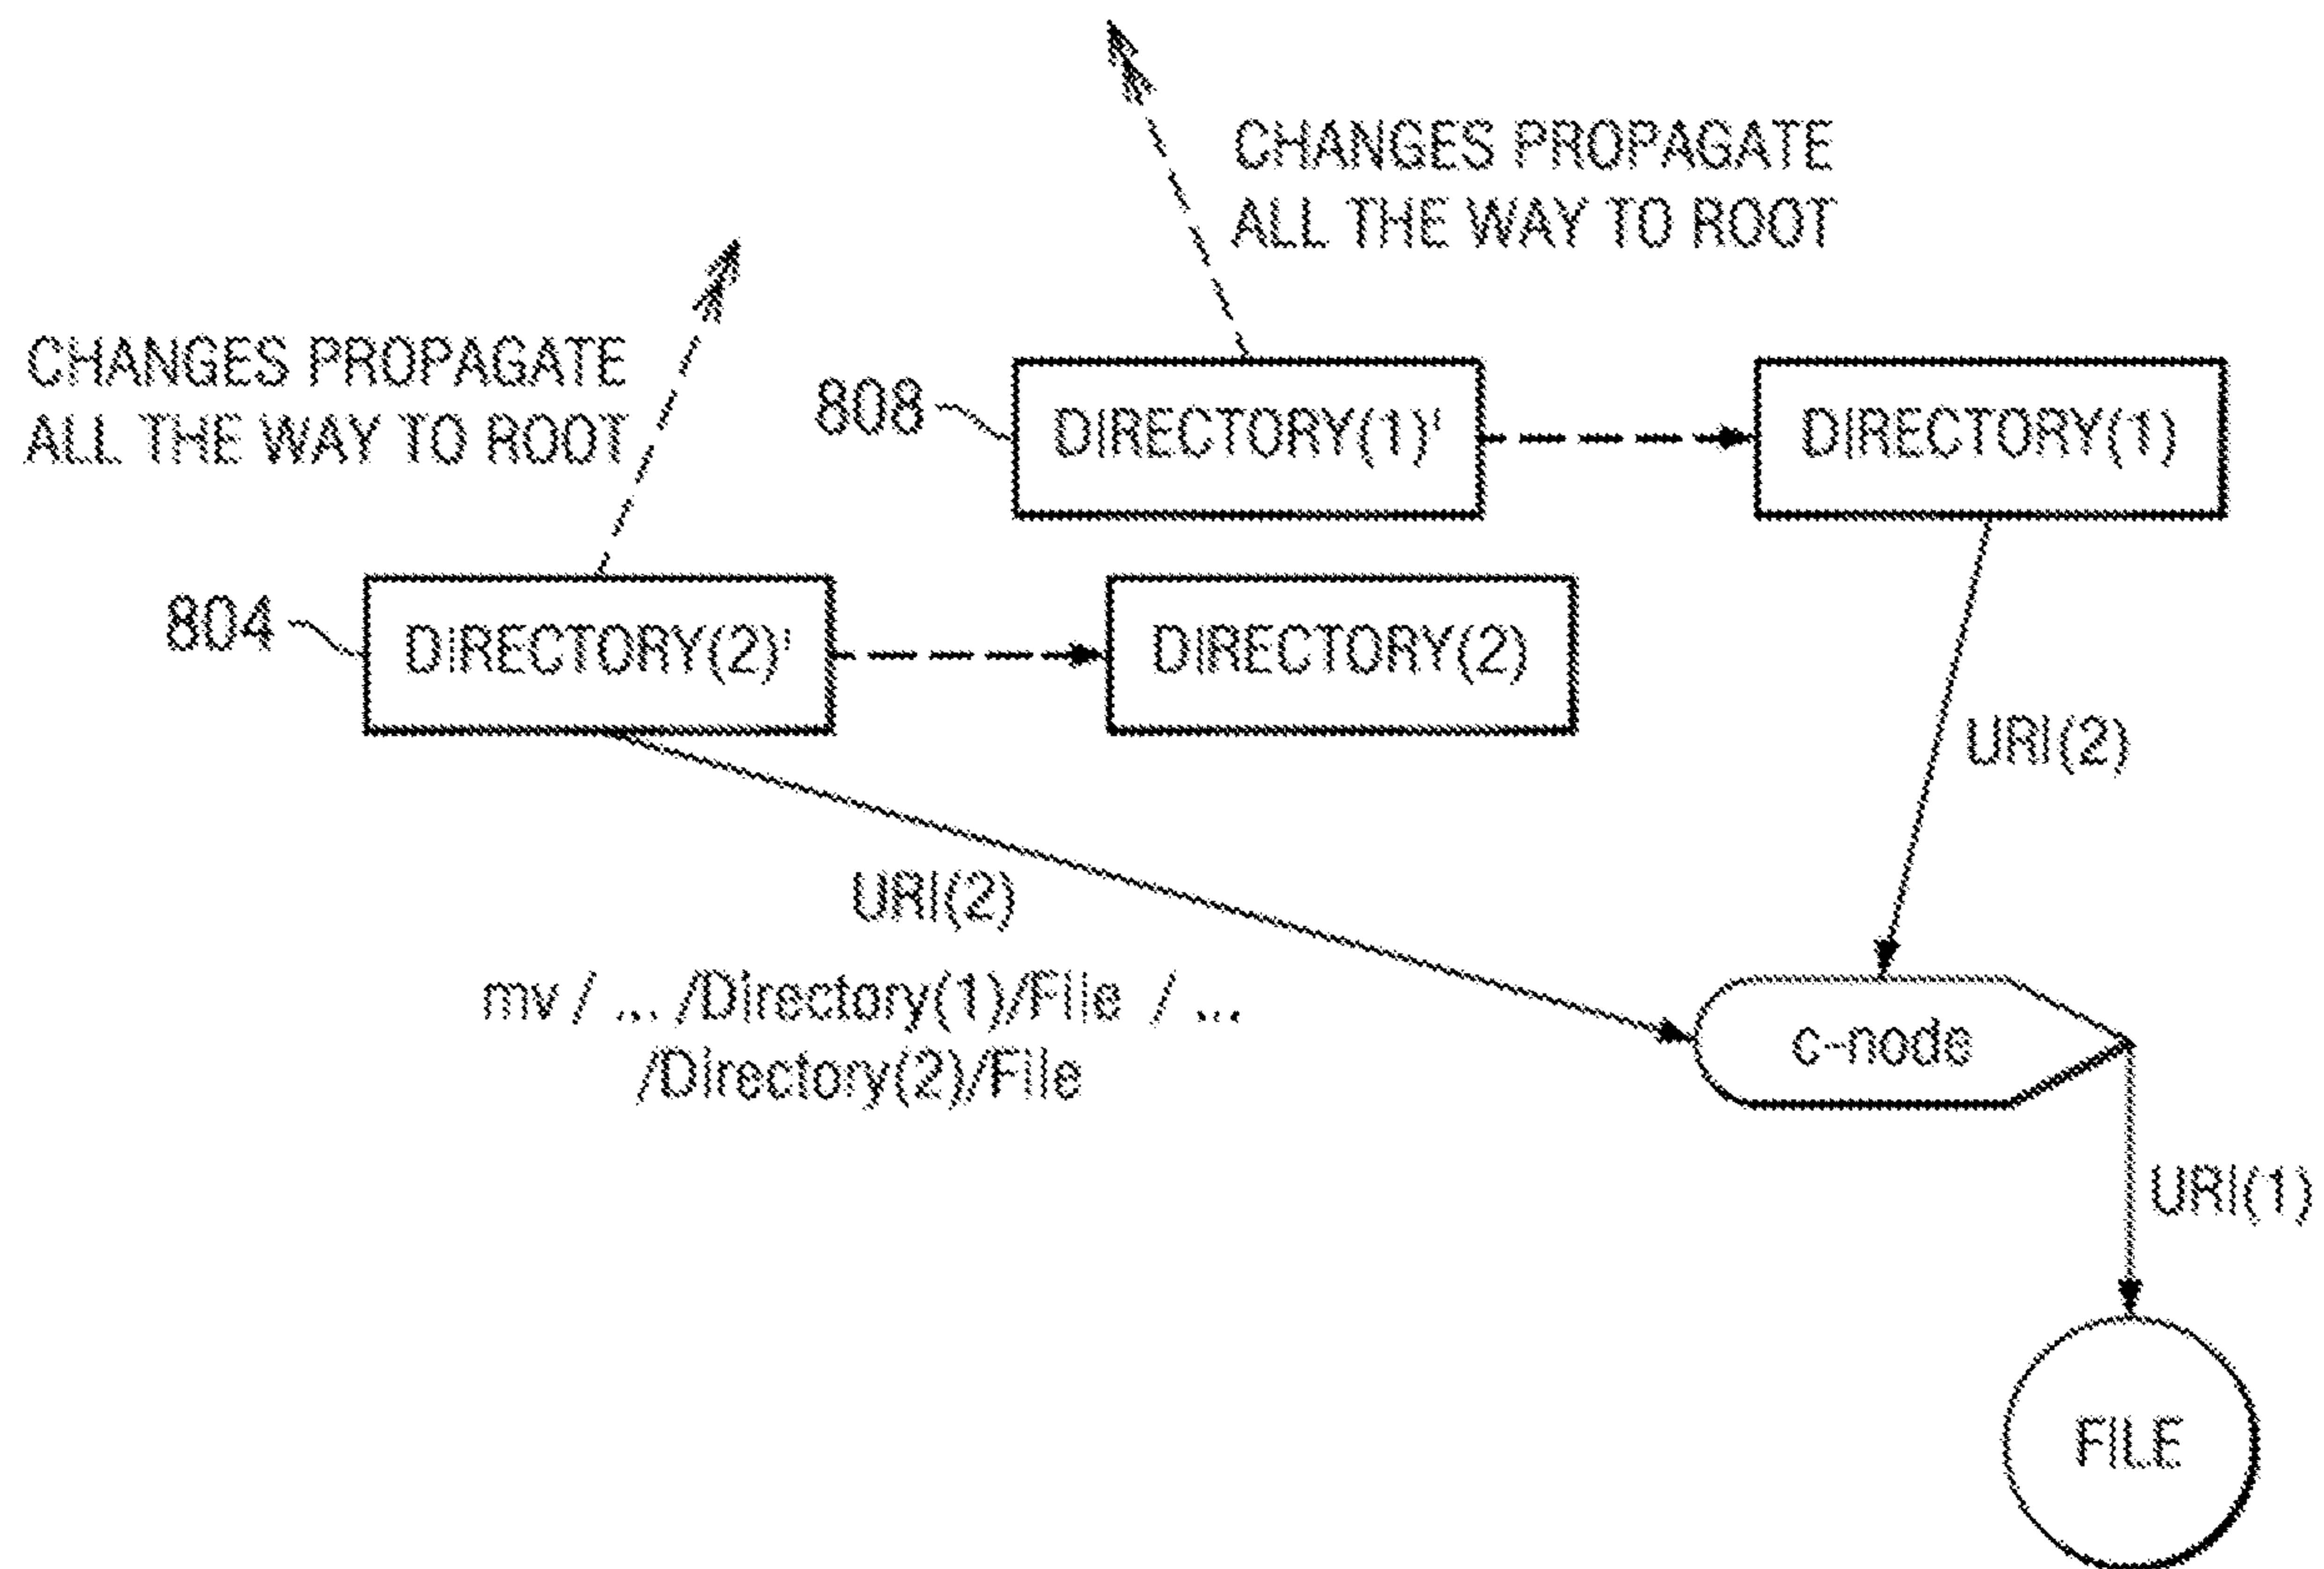 CHANGES PROPAGATE
ALL THE WAY TO ROOT
CHANGES PROPAGATE
ALL THE WAY TO ROOT
808
DIRECTORY(1)'
DIRECTORY(1)
804
DIRECTORY(2)'
DIRECTORY(2)
URI(2)
URI(2)
mv / ... /Directory(1)/File / ...
/Directory(2)/File
c-node
URI(1)
FILE